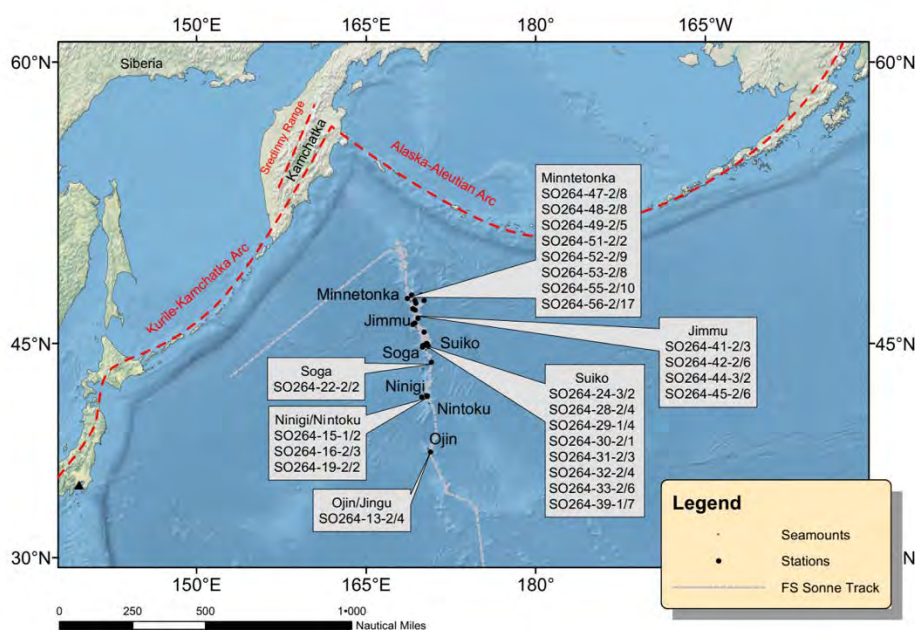 150°E
165°E
180°
165°W
60°N
60°N
Siberia
Sredinny Range
Kamchatka
Alaska-Aleutian Arc
Kurile-Kamchatka Arc
Minntetonka
SO264-47-2/8
SO264-48-2/8
SO264-49-2/5
SO264-51-2/2
SO264-52-2/9
SO264-53-2/8
SO264-55-2/10
SO264-56-2/17
Minnetonka
Jimmu
45°N
45°N
Suiko
Soga
Jimmu
SO264-41-2/3
SO264-42-2/6
SO264-44-3/2
SO264-45-2/6
Soga
SO264-22-2/2
Suiko
SO264-24-3/2
SO264-28-2/4
SO264-29-1/4
SO264-30-2/1
SO264-31-2/3
SO264-32-2/4
SO264-33-2/6
SO264-39-1/7
Ninigi
Nintoku
Ninigi/Nintoku
SO264-15-1/2
SO264-16-2/3
SO264-19-2/2
Ojin
Ojin/Jingu
SO264-13-2/4
Legend
Seamounts
Stations
FS Sonne Track
30°N
150°E
165°E
180°
0 250 500 1•000
Nautical Miles